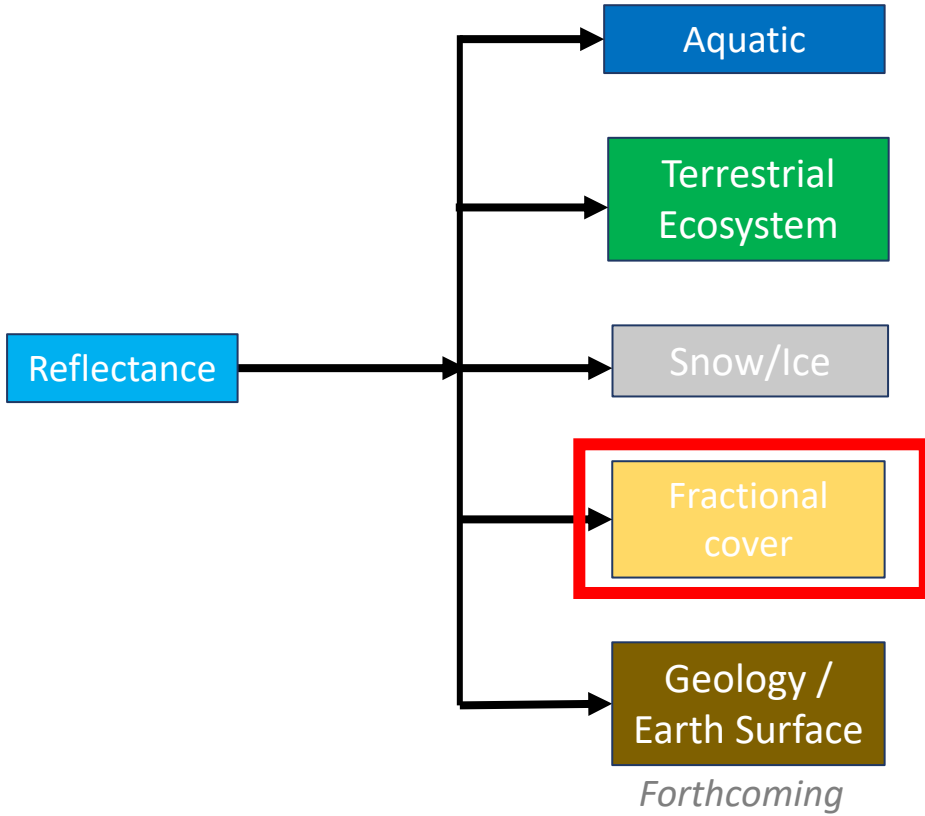 Aquatic
Terrestrial
Ecosystem
Reflectance
Snow/Ice
Fractional
cover
Geology /
Earth Surface
Forthcoming